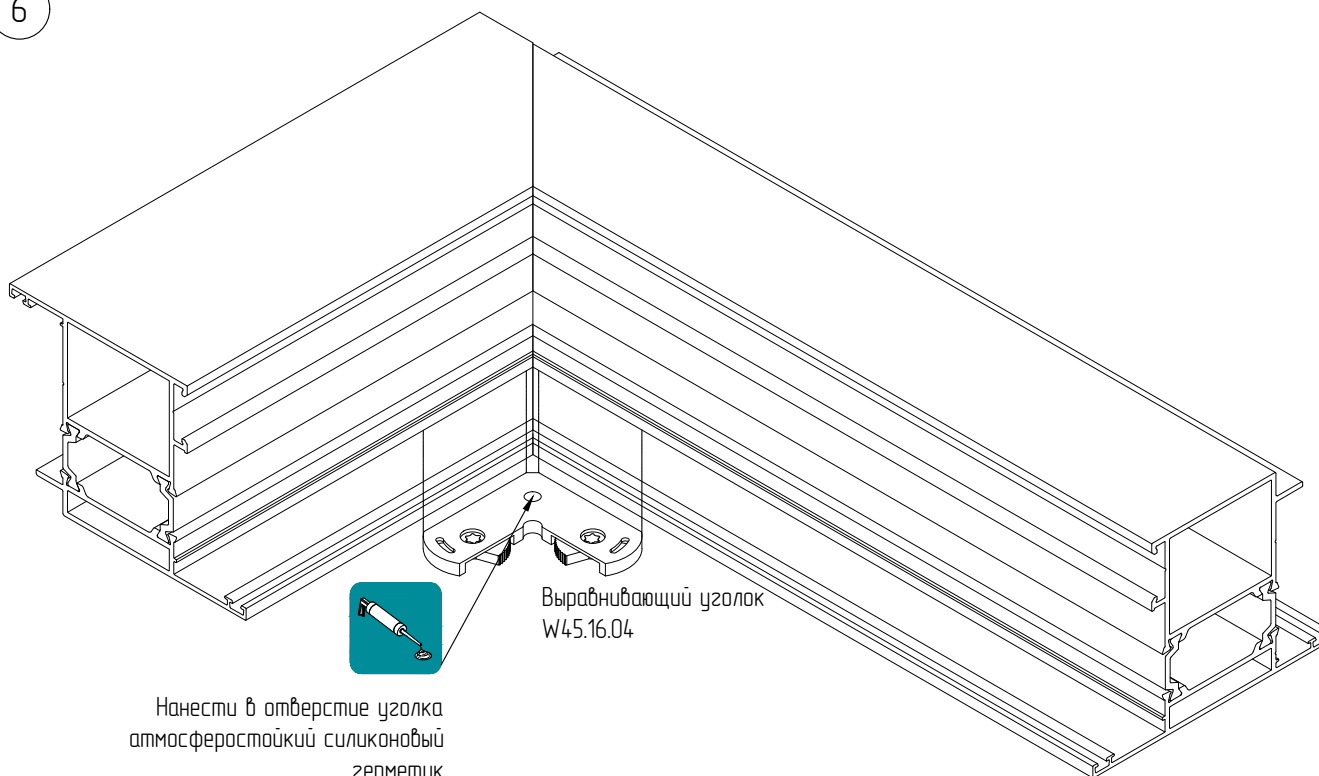 6
Выравнивающий уголок
W45.16.04
Нанести в отверстие уголка
атмосферостойкий силиконовый
герметик